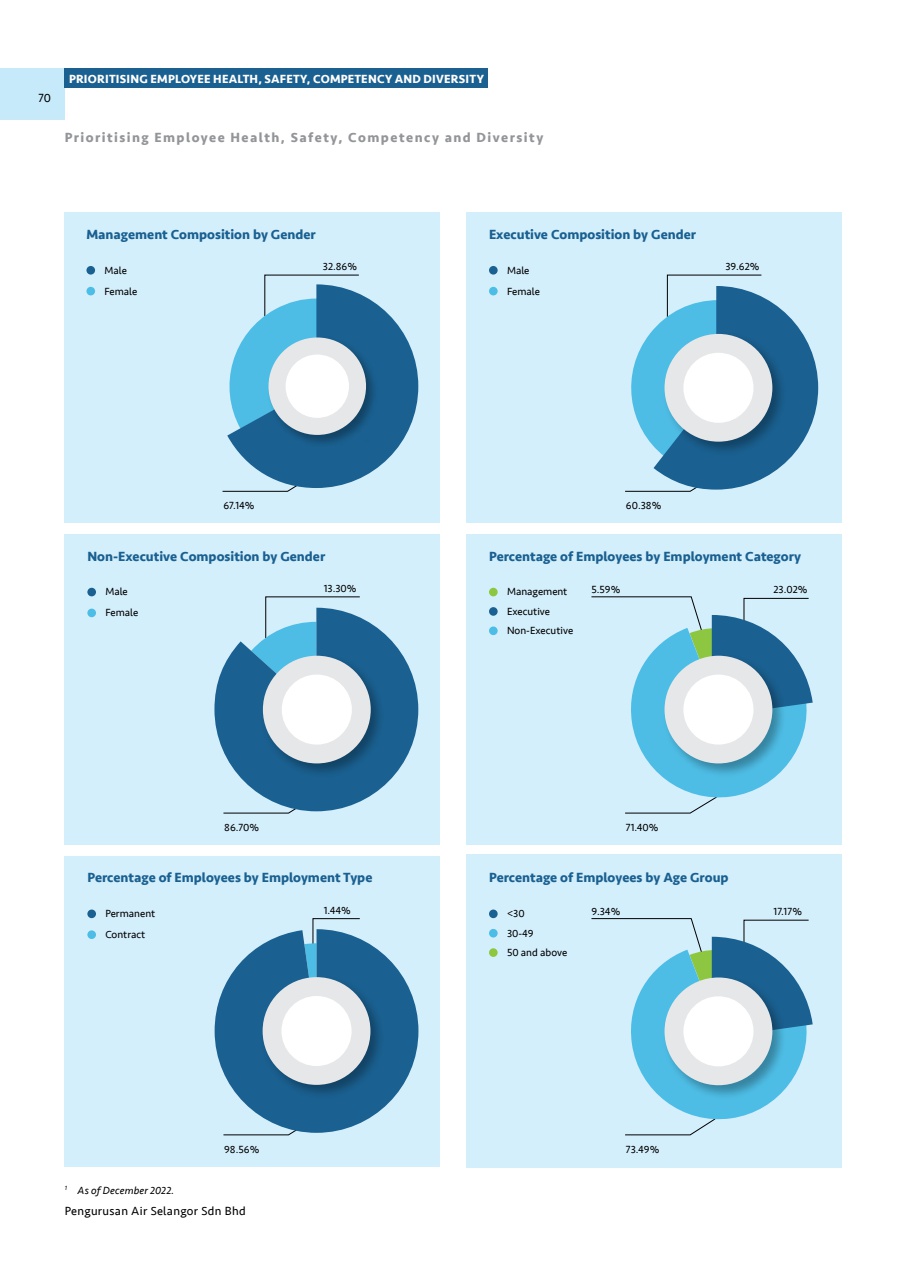 PRIORITISING EMPLOYEE HEALTH, SAFETY, COMPETENCY AND DIVERSITY
70
Prioritising Employee Health, Safety, Competency and Diversity
Management Composition by Gender
Male
Female
32.86%
67.14%
Executive Composition by Gender
Male
Female
39.62%
60.38%
Non-Executive Composition by Gender
Male
Female
13.30%
86.70%
Percentage of Employees by Employment Category
Management
Executive
Non-Executive
5.59%
23.02%
71.40%
Percentage of Employees by Employment Type
Permanent
Contract
1.44%
98.56%
Percentage of Employees by Age Group
<30
30-49
50 and above
9.34%
17.17%
73.49%
¹ As of December 2022.
Pengurusan Air Selangor Sdn Bhd